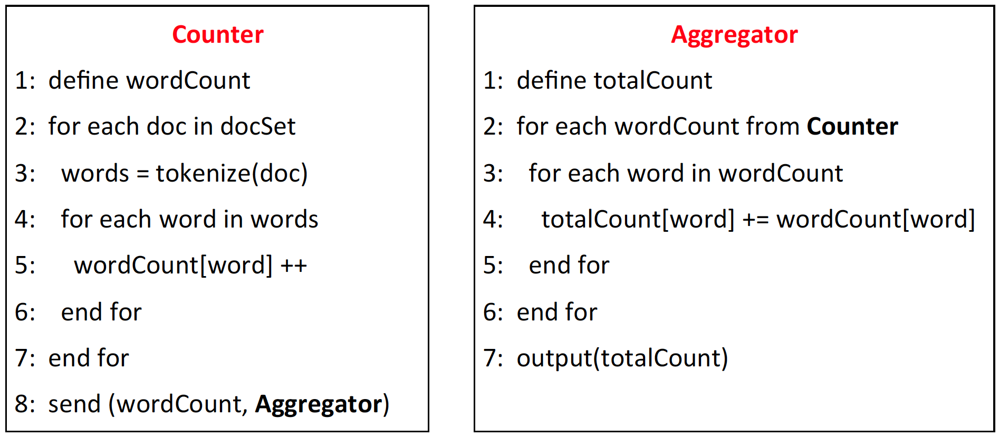 Counter
1: define wordCount
2: for each doc in docSet
3: words = tokenize(doc)
4: for each word in words
5: wordCount[word] ++
6: end for
7: end for
8: send (wordCount, Aggregator)
Aggregator
1: define totalCount
2: for each wordCount from Counter
3: for each word in wordCount
4: totalCount[word] += wordCount[word]
5: end for
6: end for
7: output(totalCount)